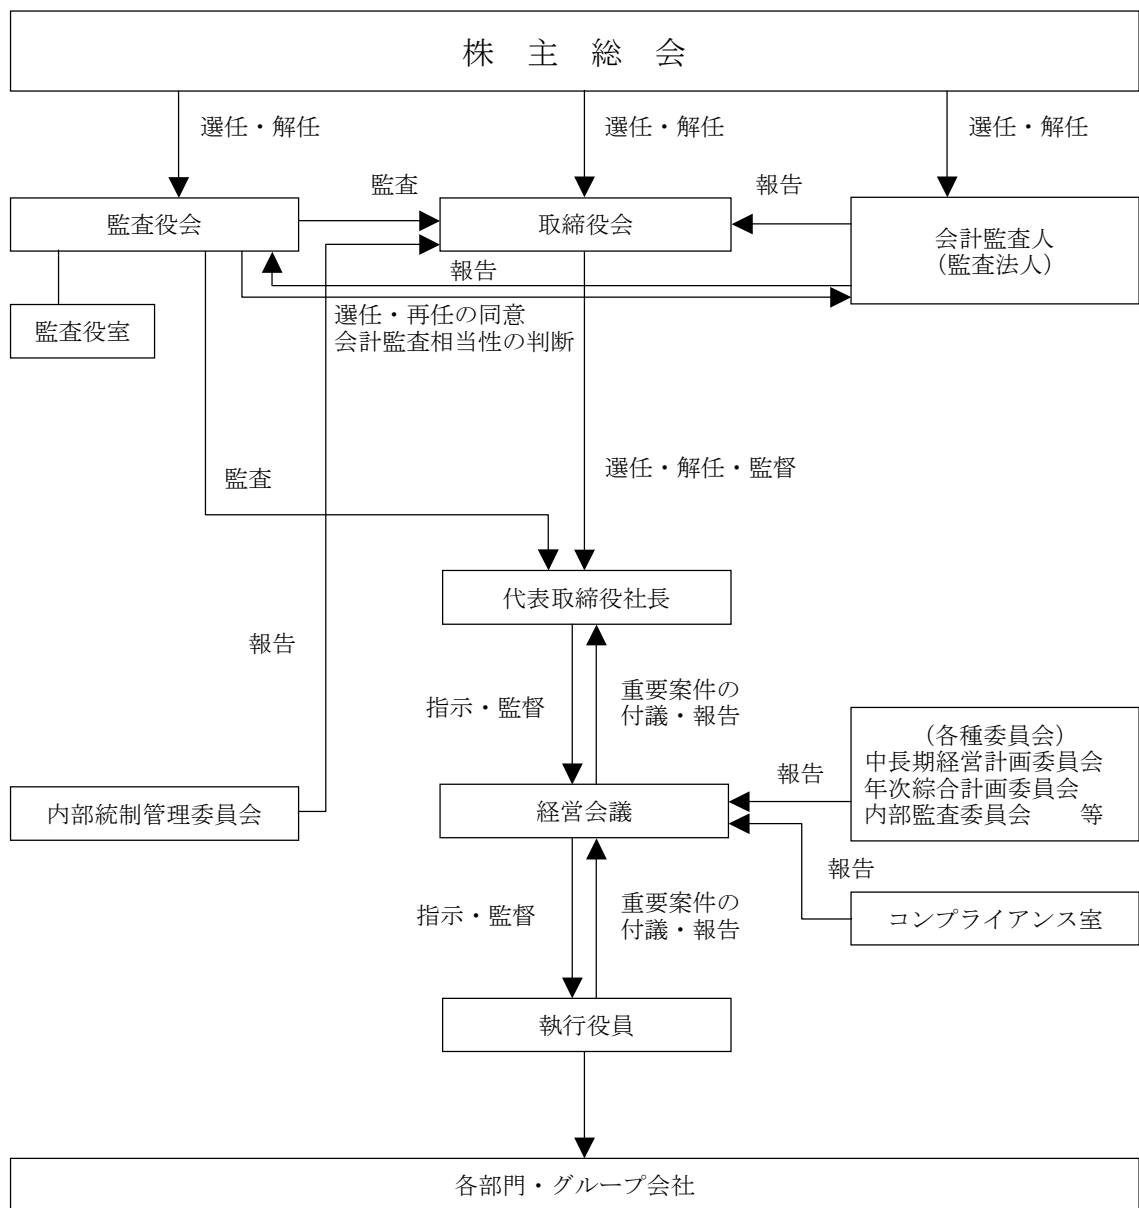 株 主 総 会
選任・解任
選任・解任
選任・解任
監査
報告
監査役会
取締役会
会計監査人
（監査法人）
報告
監査役室
選任・再任の同意
会計監査相当性の判断
監査
選任・解任・監督
代表取締役社長
報告
指示・監督
重要案件の
付議・報告
（各種委員会）
中長期経営計画委員会
年次綜合計画委員会
内部監査委員会　等
報告
内部統制管理委員会
経営会議
報告
コンプライアンス室
指示・監督
重要案件の
付議・報告
執行役員
各部門・グループ会社